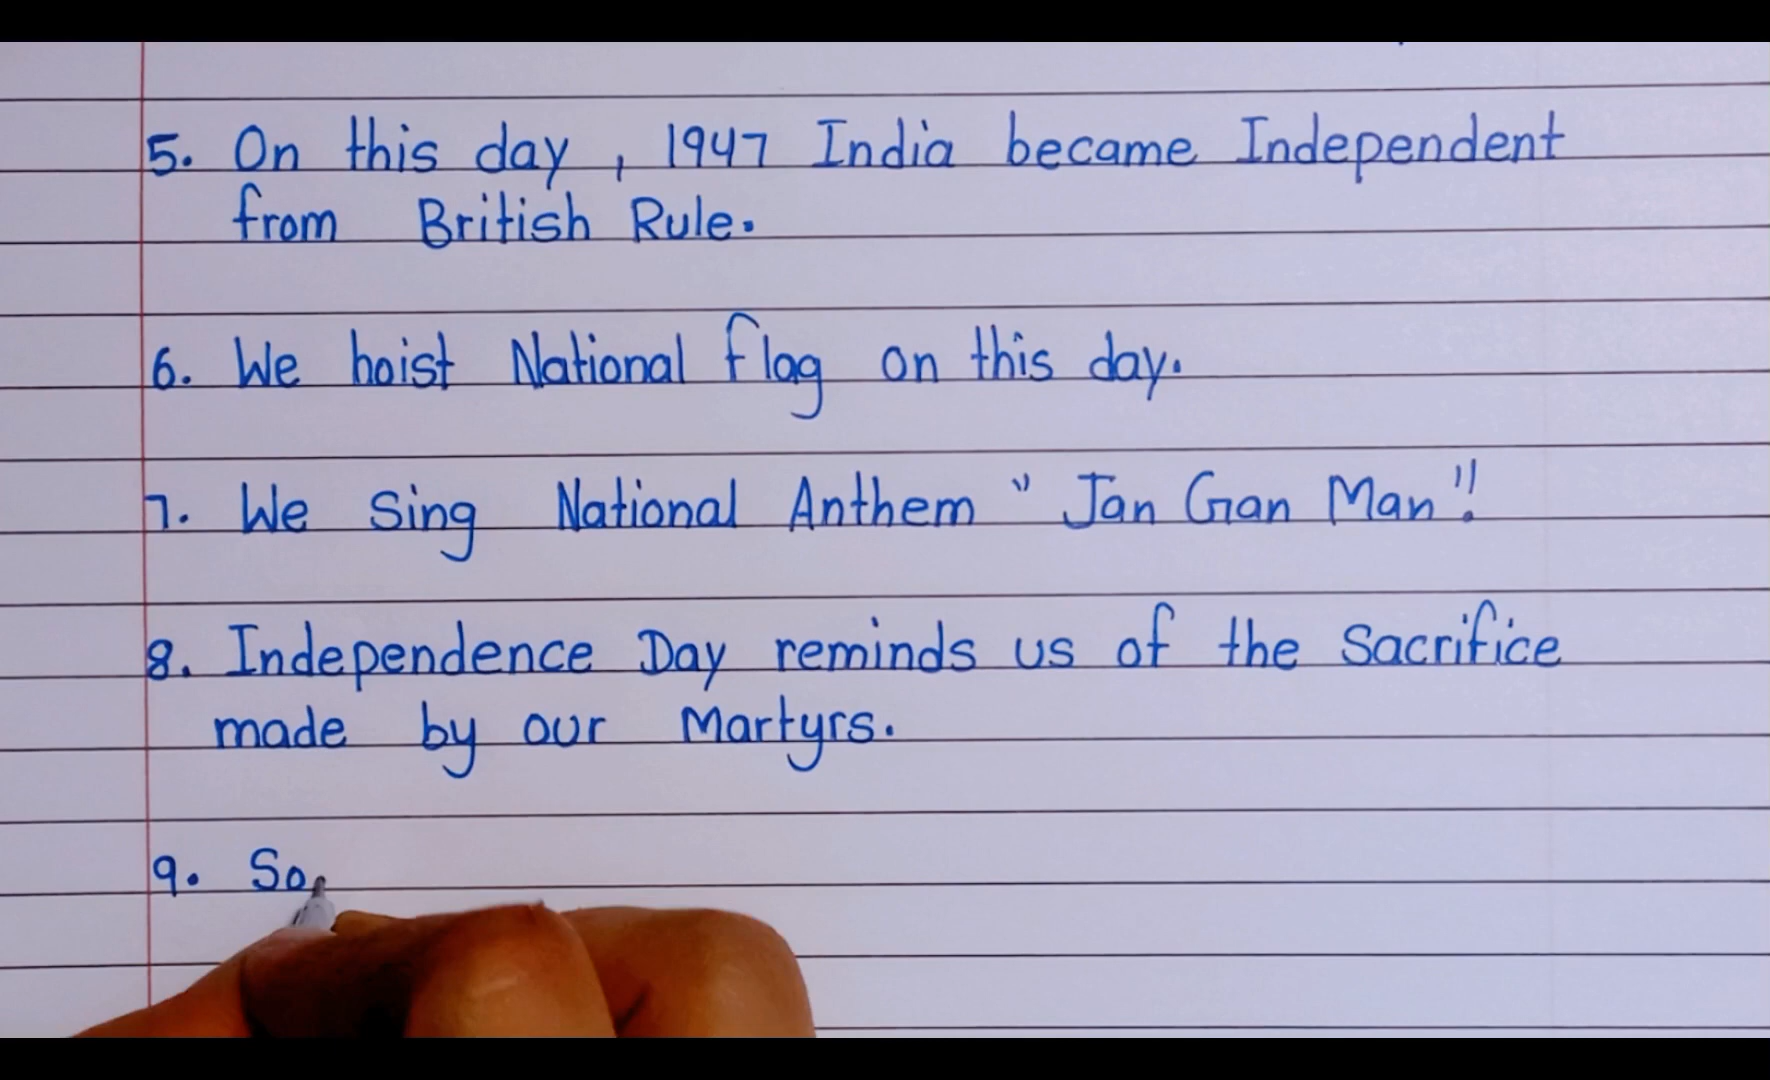 5. On this day, 1947 India became Independent
from British Rule.
6. We hoist National flag on this day.
7. We Sing National Anthem " Jan Gan Man".
8. Independence Day reminds us of the Sacrifice
made by our Martyrs.
9. So